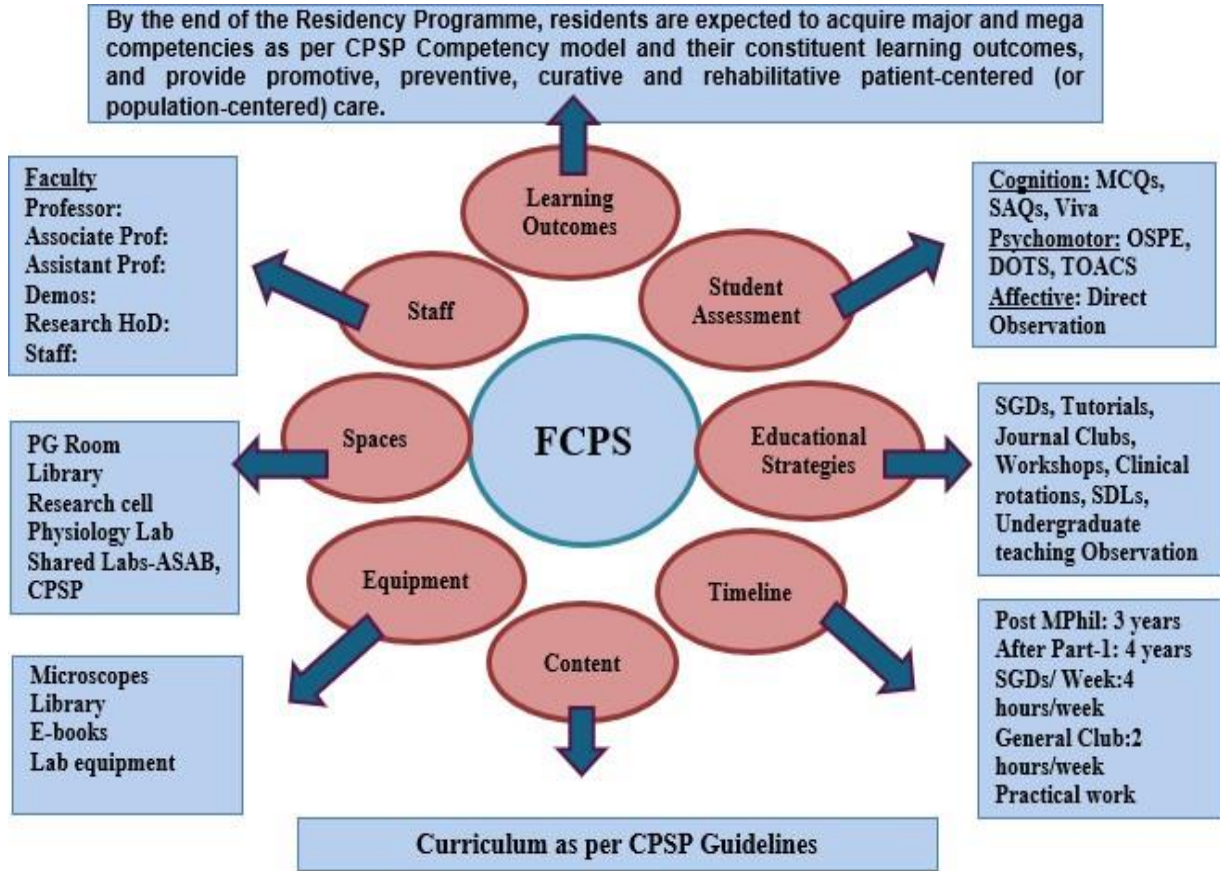 By the end of the Residency Programme, residents are expected to acquire major and mega
competencies as per CPSP Competency model and their constituent learning outcomes,
and provide promotive, preventive, curative and rehabilitative patient-centered (or
population-centered) care.
Faculty
Professor:
Associate Prof:
Assistant Prof:
Demos:
Research HoD:
Staff:
Learning
Outcomes
Staff
Student
Assessment
Cognition: MCQs,
SAQs, Viva
Psychomotor: OSPE,
DOTS, TOACS
Affective: Direct
Observation
PG Room
Library
Research cell
Physiology Lab
Shared Labs-ASAB,
CPSP
Spaces
FCPS
Educational
Strategies
SGDs, Tutorials,
Journal Clubs,
Workshops, Clinical
rotations, SDLs,
Undergraduate
teaching Observation
Microscopes
Library
E-books
Lab equipment
Equipment
Content
Timeline
Post MPhil: 3 years
After Part-1: 4 years
SGDs/ Week:4
hours/week
General Club:2
hours/week
Practical work
Curriculum as per CPSP Guidelines